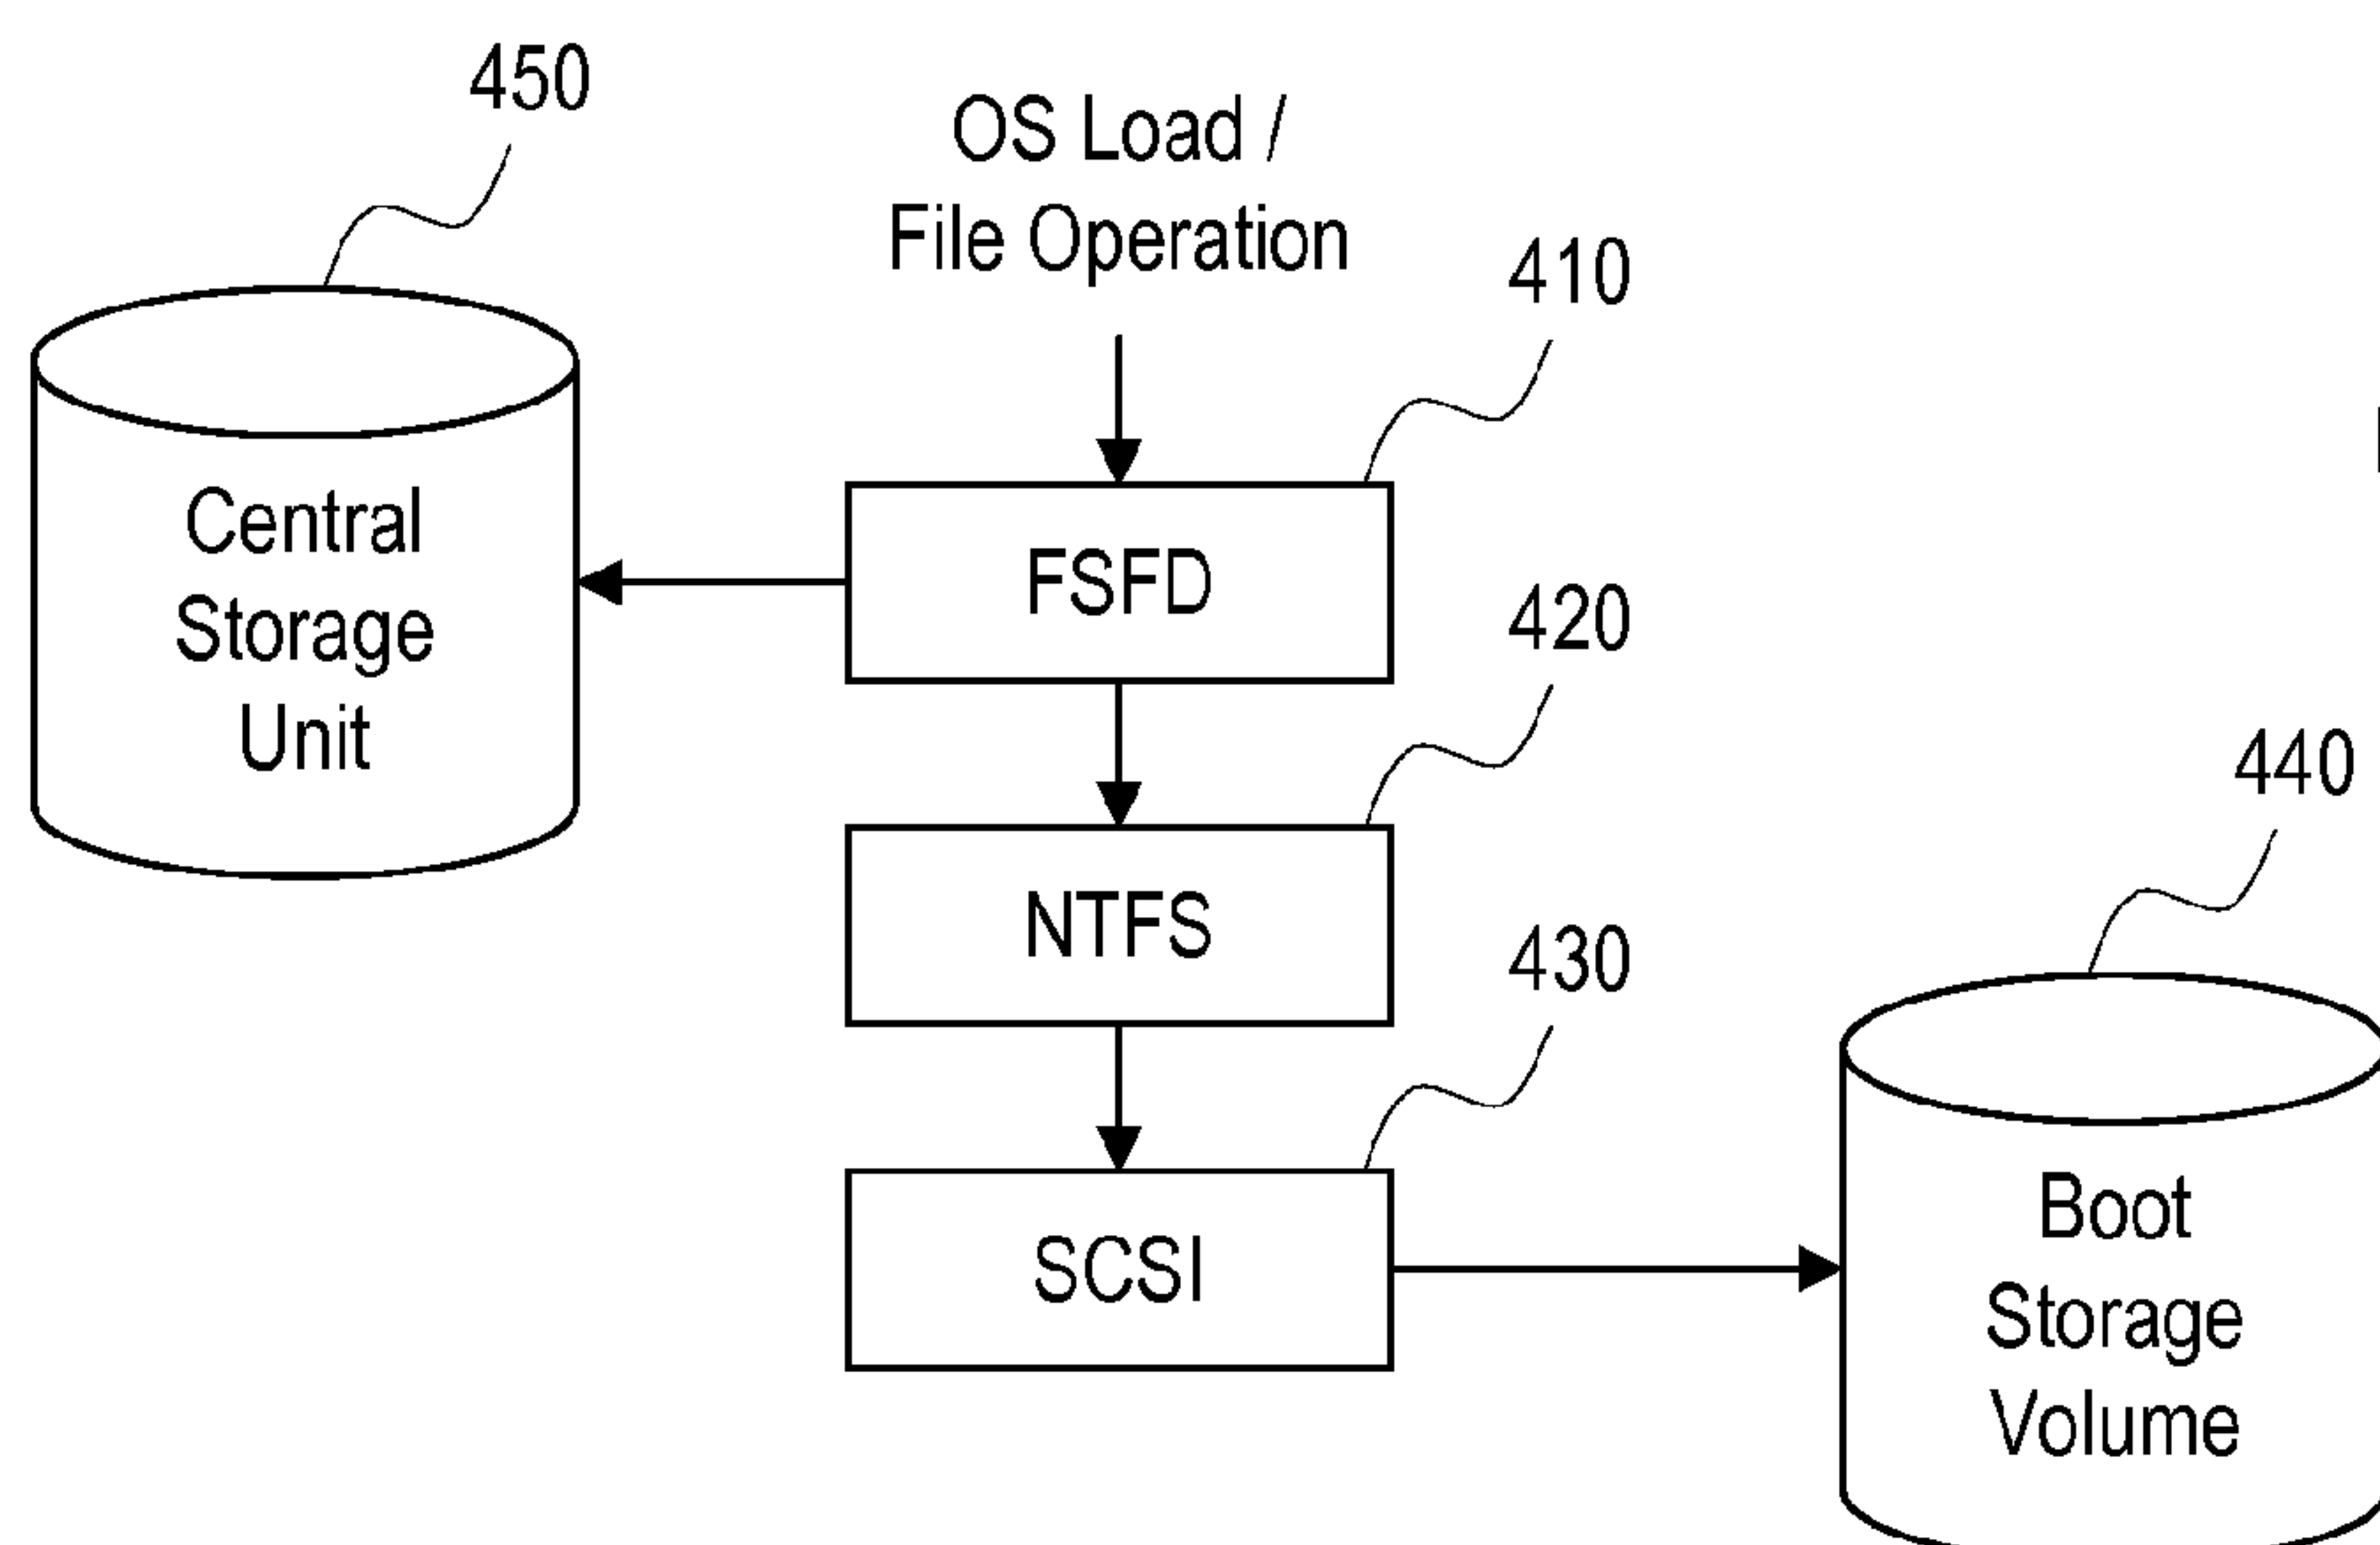 450
OS Load /
File Operation
410
Central
Storage
Unit
FSFD
420
NTFS
440
430
SCSI
Boot
Storage
Volume